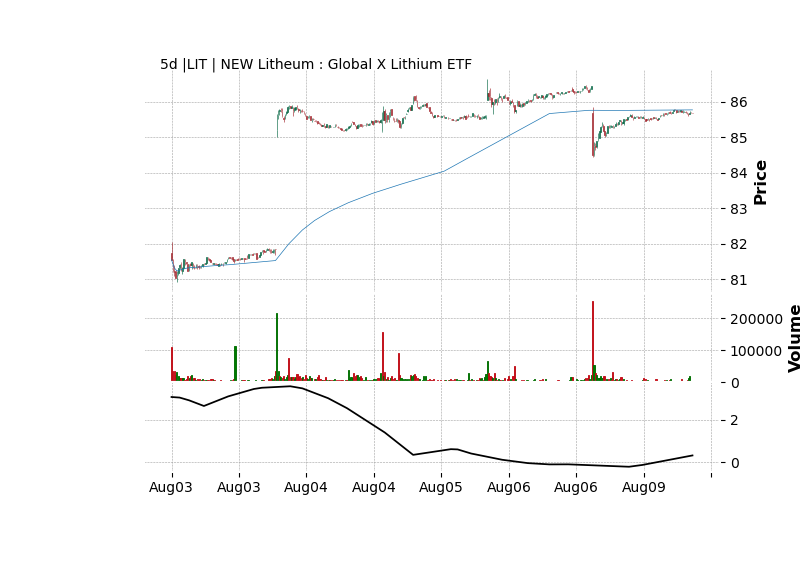 5d |LIT | NEW Litheum : Global X Lithium ETF
86
85
84
83
82
81
Price
200000
100000
0
Volume
2
0
Aug03 Aug03 Aug04 Aug04 Aug05 Aug06 Aug06 Aug09